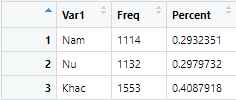 Var1 Freq Percent
1 Nam 1114 0.2932351
2 Nu 1132 0.2979732
3 Khac 1553 0.4087918